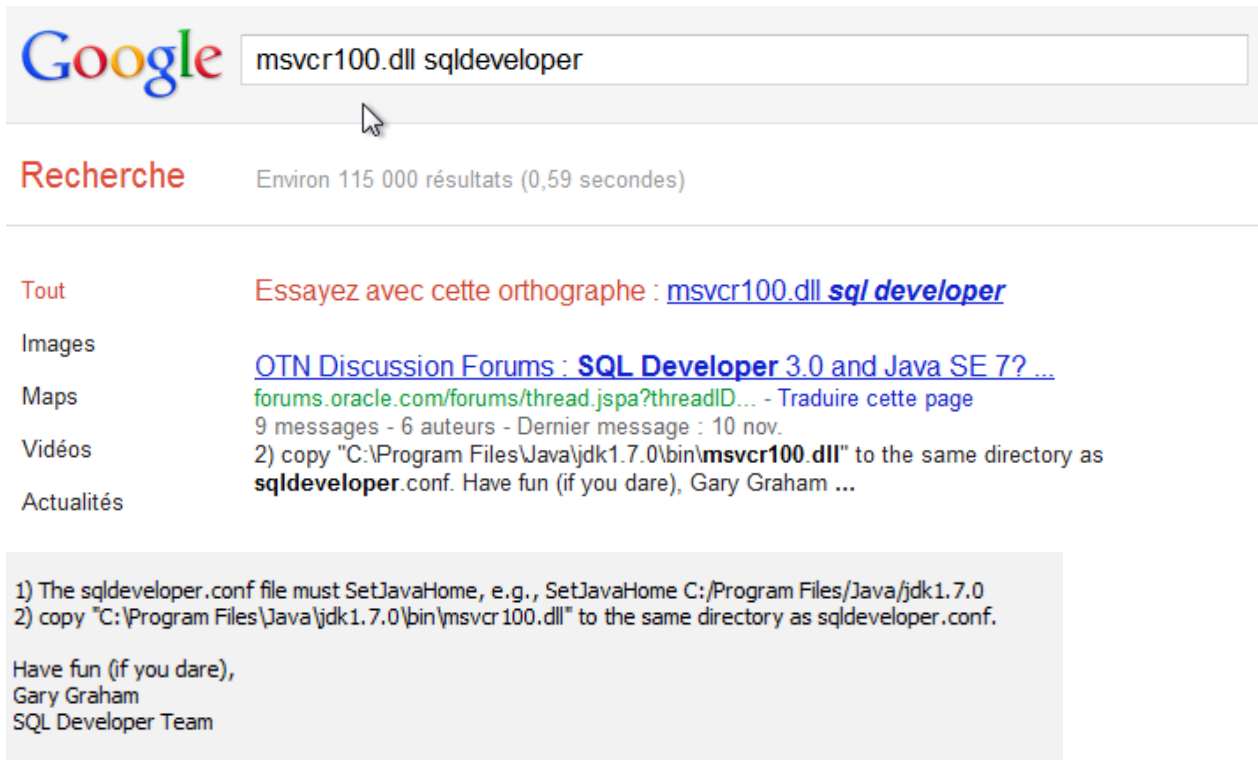 Google
msvcr100.dll sqldeveloper
Recherche
Environ 115 000 résultats (0,59 secondes)
Tout
Images
Maps
Vidéos
Actualités
Essayez avec cette orthographe : msvcr100.dll sql developer
OTN Discussion Forums : SQL Developer 3.0 and Java SE 7? ...
forums.oracle.com/forums/thread.jspa?threadID... - Traduire cette page
9 messages - 6 auteurs - Dernier message : 10 nov.
2) copy "C:\Program Files\Java\jdk1.7.0\bin\msvcr100.dll" to the same directory as
sqldeveloper.conf. Have fun (if you dare), Gary Graham ...
1) The sqldeveloper.conf file must SetJavaHome, e.g., SetJavaHome C:/Program Files/Java/jdk1.7.0
2) copy "C:\Program Files\Java\jdk1.7.0\bin\msvcr100.dll" to the same directory as sqldeveloper.conf.
Have fun (if you dare),
Gary Graham
SQL Developer Team